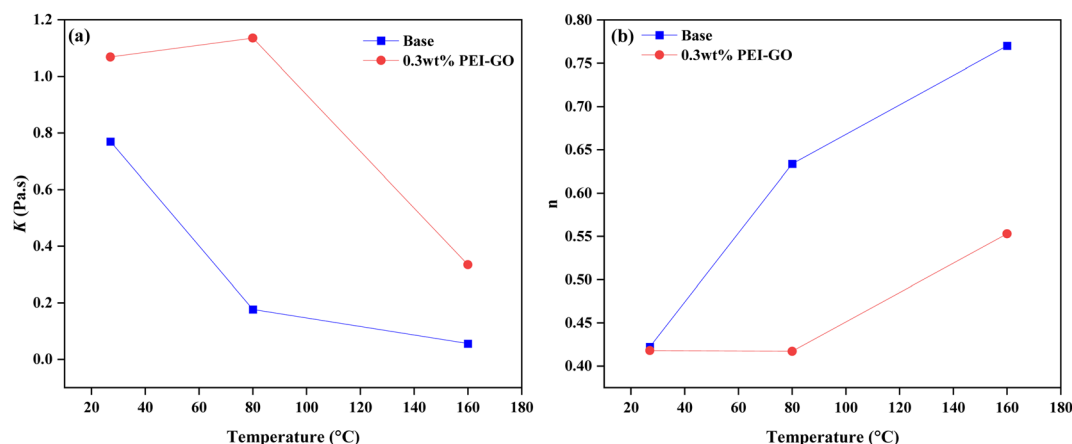 (a)
Base
0.3wt% PEI-GO
1.2
1.0
0.8
0.6
0.4
0.2
0.0
K (Pa.s)
20 40 60 80 100 120 140 160 180
Temperature (°C)
(b)
Base
0.3wt% PEI-GO
0.80
0.75
0.70
0.65
0.60
0.55
0.50
0.45
0.40
n
20 40 60 80 100 120 140 160 180
Temperature (°C)